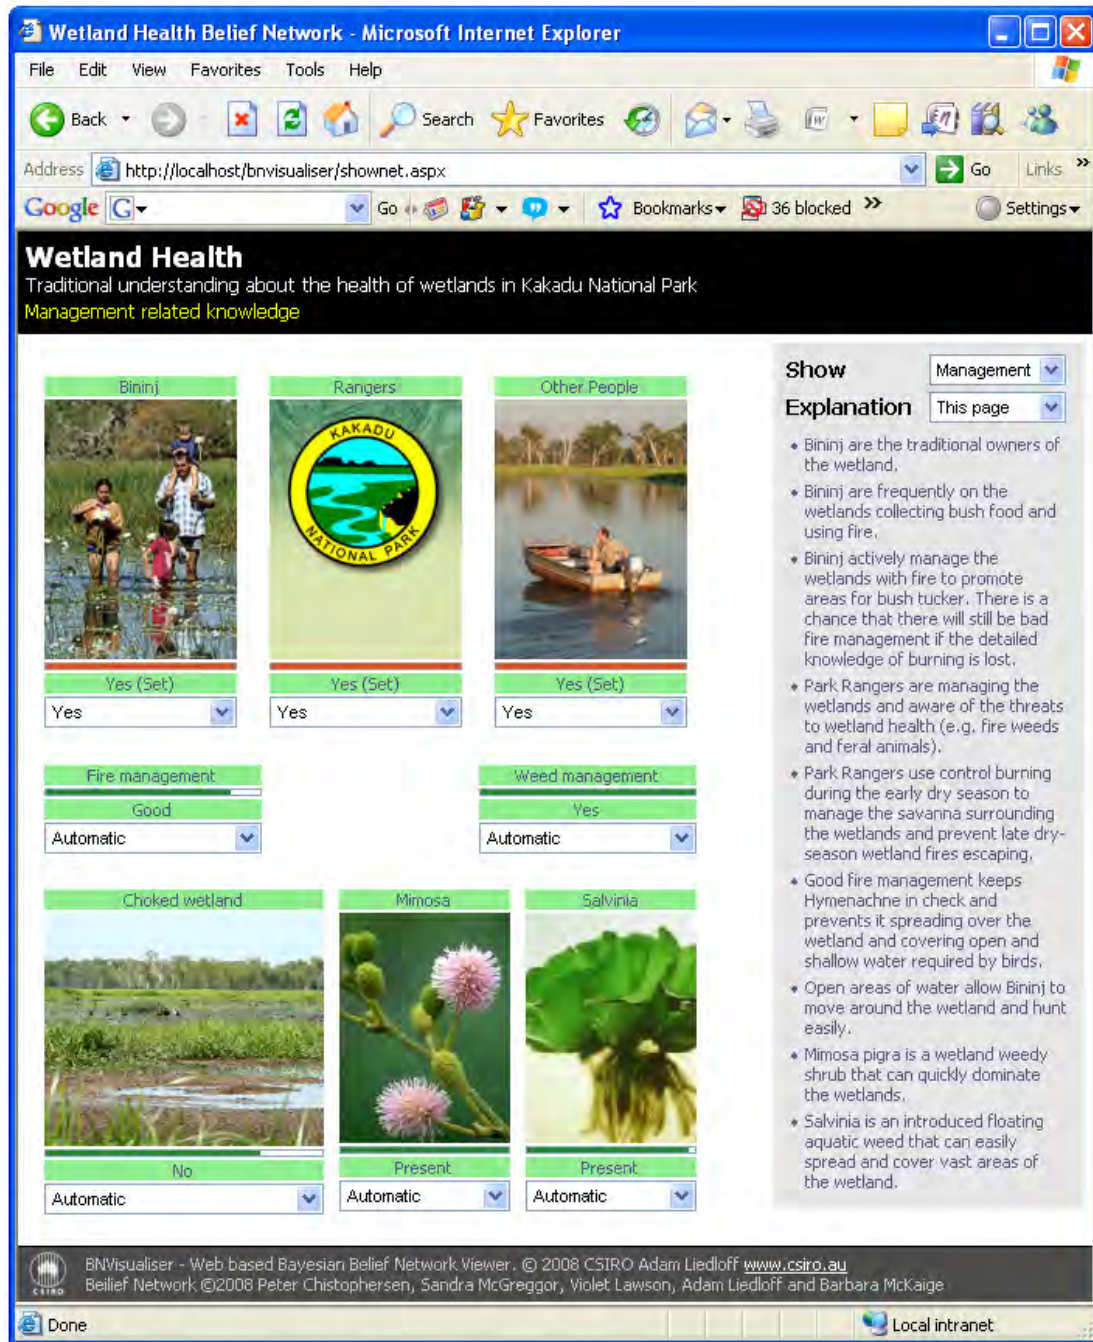 Wetland Health Belief Network - Microsoft Internet Explorer
File Edit View Favorites Tools Help
Back Search Favorites
Address http://localhost/bnvisualiser/shownet.aspx Go Links »
Google G Go Bookmarks 36 blocked » Settings
Wetland Health
Traditional understanding about the health of wetlands in Kakadu National Park
Management related knowledge
Bininj Rangers Other People
KAKADU
NATIONAL PARK
Yes (Set) Yes (Set) Yes (Set)
Yes Yes Yes
Fire management Weed management
Good Yes
Automatic Automatic
Choked wetland Mimosa Salvinia
No Present Present
Automatic Automatic Automatic
Show Management
Explanation This page
• Bininj are the traditional owners of
the wetland.
• Bininj are frequently on the
wetlands collecting bush food and
using fire.
• Bininj actively manage the
wetlands with fire to promote
areas for bush tucker. There is a
chance that there will still be bad
fire management if the detailed
knowledge of burning is lost.
• Park Rangers are managing the
wetlands and aware of the threats
to wetland health (e.g. fire weeds
and feral animals).
• Park Rangers use control burning
during the early dry season to
manage the savanna surrounding
the wetlands and prevent late dry-
season wetland fires escaping.
• Good fire management keeps
Hymenachne in check and
prevents it spreading over the
wetland and covering open and
shallow water required by birds.
• Open areas of water allow Bininj to
move around the wetland and hunt
easily.
• Mimosa pigra is a wetland weedy
shrub that can quickly dominate
the wetlands.
• Salvinia is an introduced floating
aquatic weed that can easily
spread and cover vast areas of
the wetland.
CSIRO
BNVisualiser - Web based Bayesian Belief Network Viewer. © 2008 CSIRO Adam Liedloff www.csiro.au
Beilief Network ©2008 Peter Chistophersen, Sandra McGreggor, Violet Lawson, Adam Liedloff and Barbara McKaige
Done Local intranet